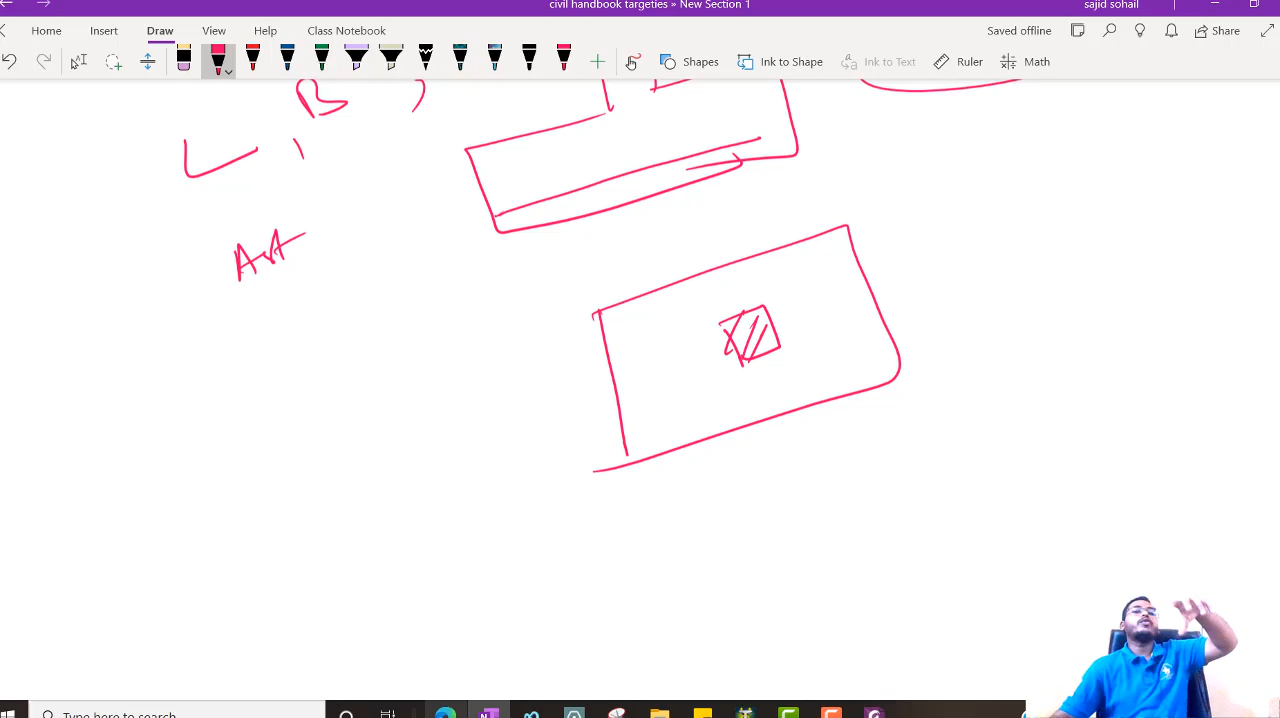 civil handbook targeties » New Section 1
sajid sohail
Home Insert Draw View Help Class Notebook
Saved offline
Share
Shapes
Ink to Shape
Ink to Text
Ruler
Math
B
Type here to search